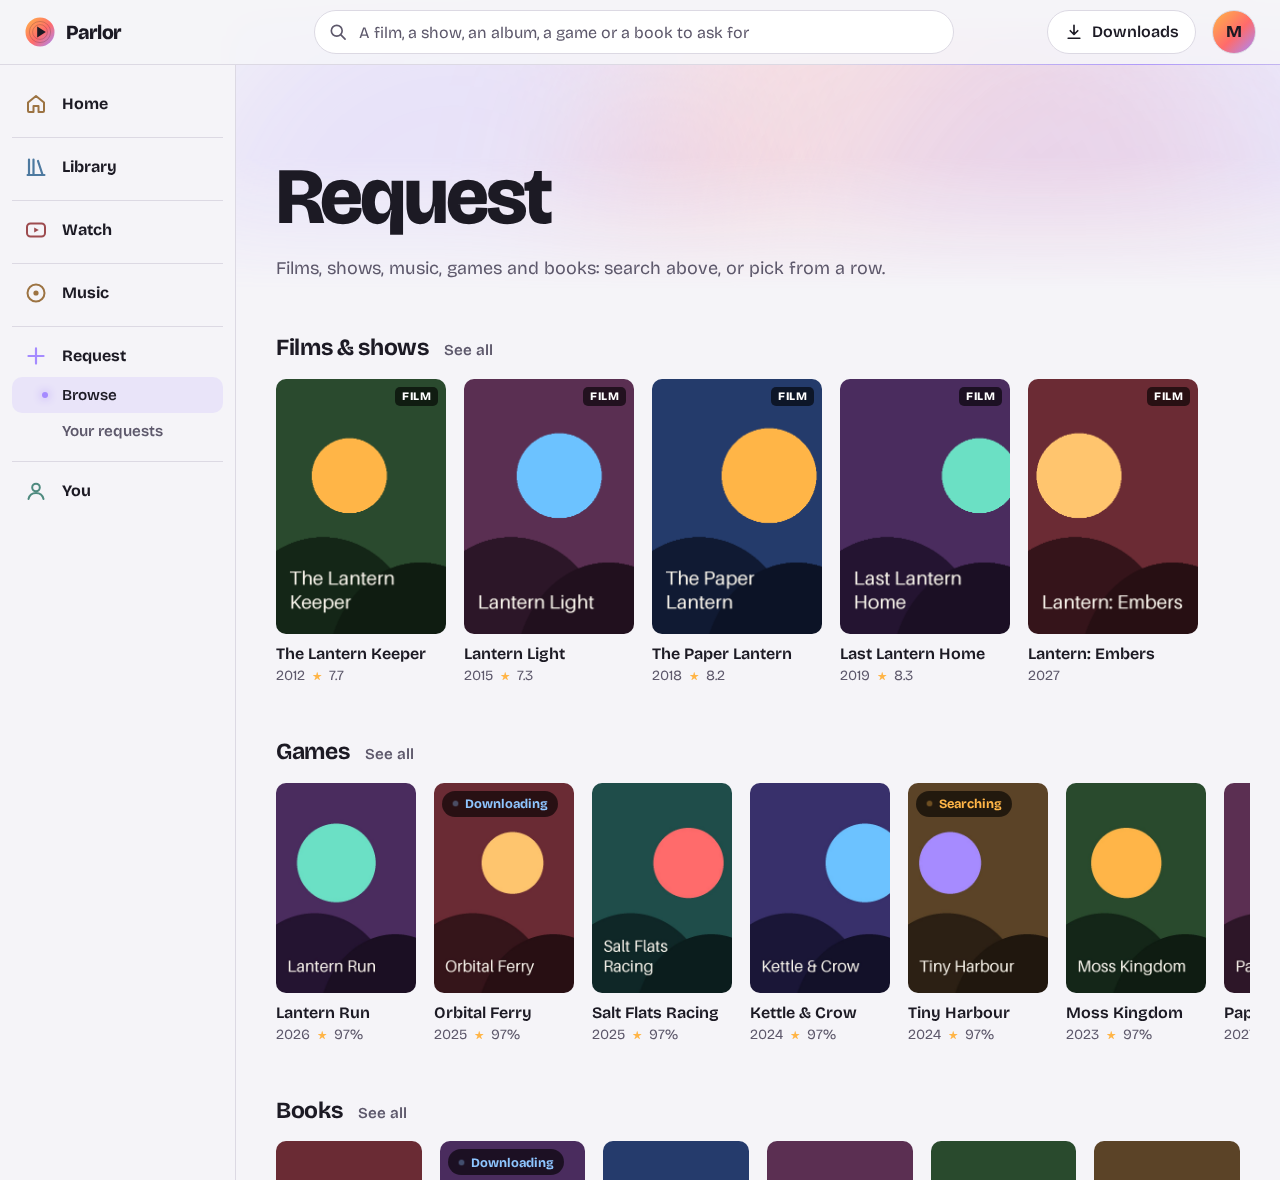 Parlor
A film, a show, an album, a game or a book to ask for
Downloads
M
Home
Library
Watch
Music
Request
Browse
Your requests
You
Request
Films, shows, music, games and books: search above, or pick from a row.
Films & shows See all
FILM
The Lantern
Keeper
The Lantern Keeper
2012 ★ 7.7
FILM
Lantern Light
Lantern Light
2015 ★ 7.3
FILM
The Paper
Lantern
The Paper Lantern
2018 ★ 8.2
FILM
Last Lantern
Home
Last Lantern Home
2019 ★ 8.3
FILM
Lantern: Embers
Lantern: Embers
2027
Games See all
Lantern Run
Lantern Run
2026 ★ 97%
Downloading
Orbital Ferry
Orbital Ferry
2025 ★ 97%
Salt Flats
Racing
Salt Flats Racing
2025 ★ 97%
Kettle & Crow
Kettle & Crow
2024 ★ 97%
Searching
Tiny Harbour
Tiny Harbour
2024 ★ 97%
Moss Kingdom
Moss Kingdom
2023 ★ 97%
Books See all
Downloading